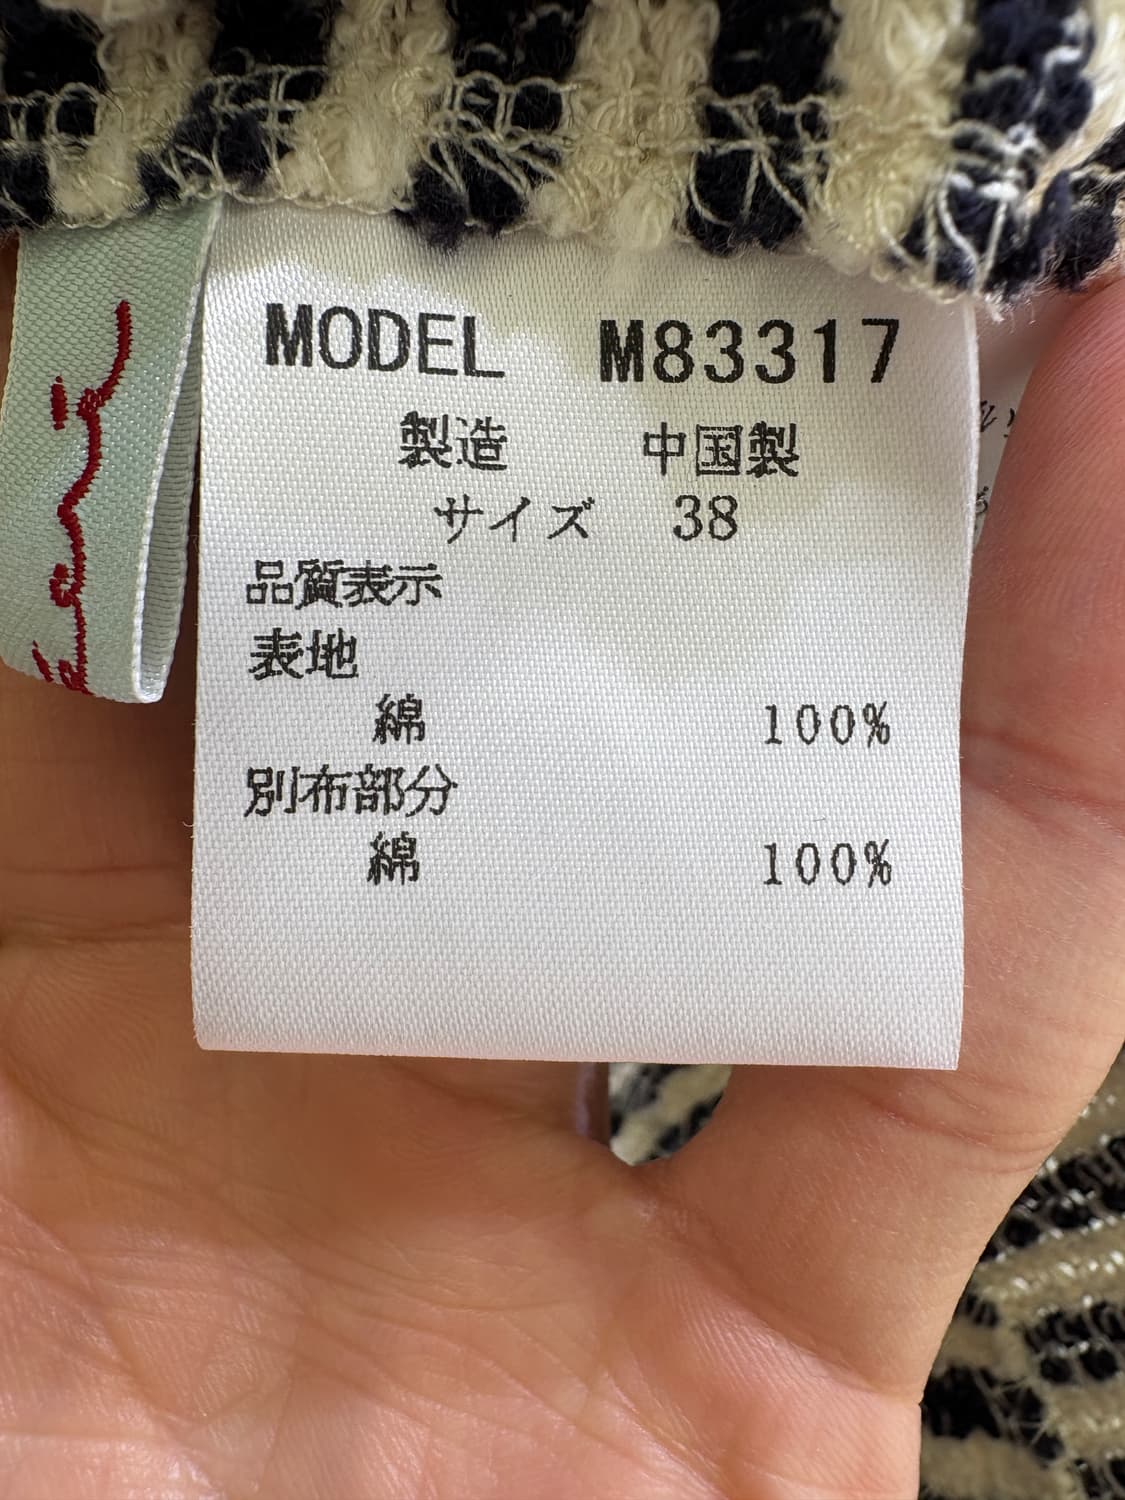 MODEL M83317
製造 中国製
サイズ 38
品質表示
表地
綿 100%
別布部分
綿 100%